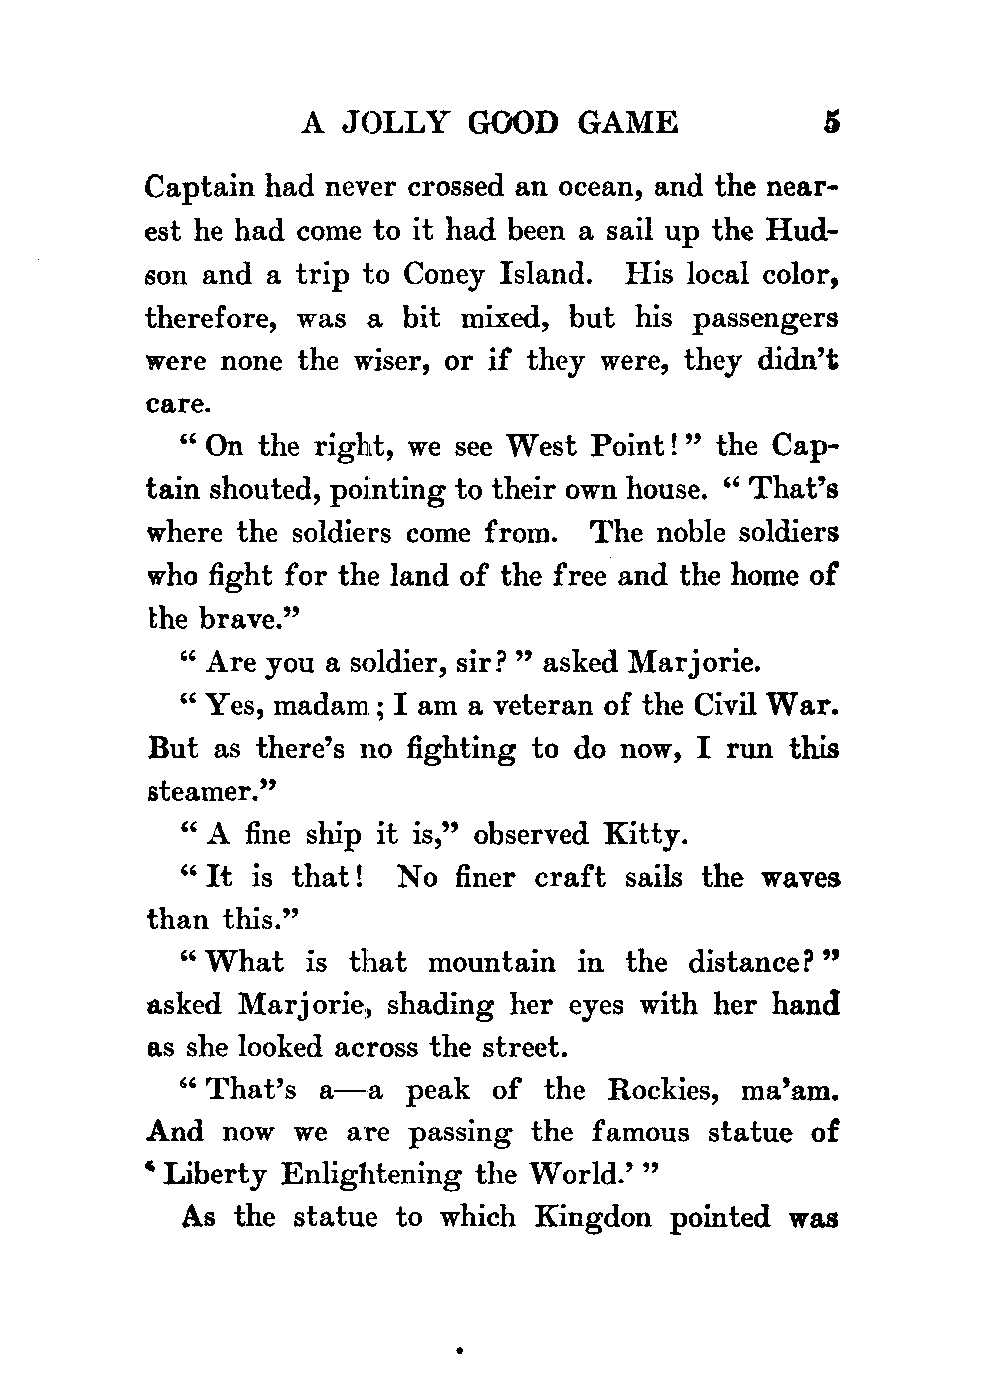 A JOLLY GOOD GAME 5
Captain had never crossed an ocean, and the near-
est he had come to it had been a sail up the Hud-
son and a trip to Coney Island. His local color,
therefore, was a bit mixed, but his passengers
were none the wiser, or if they were, they didn't
care.
" On the right, we see West Point! " the Cap-
tain shouted, pointing to their own house. " That's
where the soldiers come from. The noble soldiers
who fight for the land of the free and the home of
the brave."
" Are you a soldier, sir? " asked Marjorie.
" Yes, madam ; I am a veteran of the Civil War.
But as there's no fighting to do now, I run this
steamer."
" A fine ship it is," observed Kitty.
" It is that! No finer craft sails the waves
than this."
" What is that mountain in the distance? "
asked Marjorie, shading her eyes with her hand
as she looked across the street.
" That's a—a peak of the Rockies, ma'am.
And now we are passing the famous statue of
' Liberty Enlightening the World.' "
As the statue to which Kingdon pointed was